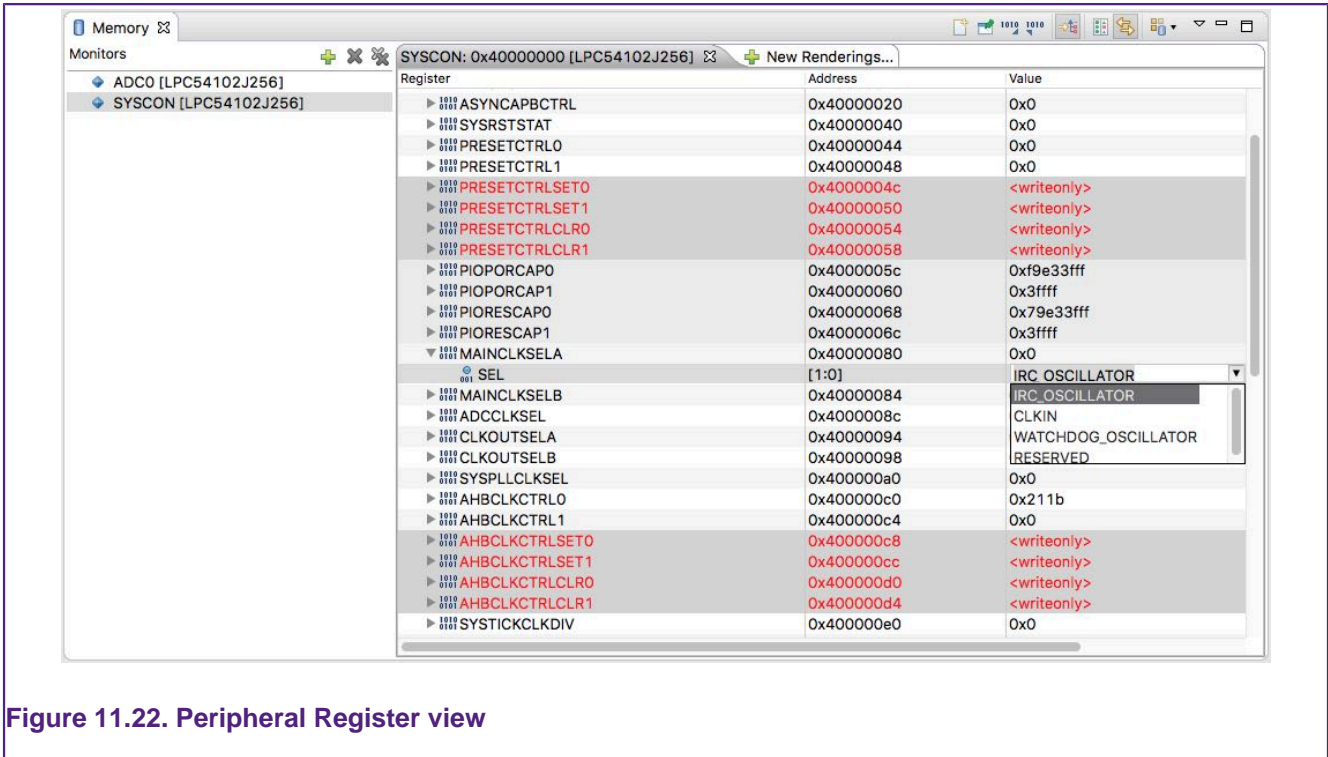 Memory
Monitors
SYSCON: 0x40000000 [LPC54102J256] New Renderings...
ADC0 [LPC54102J256]
SYSCON [LPC54102J256]
Register Address Value
ASYNCAPBCTRL 0x40000020 0x0
SYSRSTSTAT 0x40000040 0x0
PRESETCTRL0 0x40000044 0x0
PRESETCTRL1 0x40000048 0x0
PRESETCTRLSET0 0x4000004c <writeonly>
PRESETCTRLSET1 0x40000050 <writeonly>
PRESETCTRLCLR0 0x40000054 <writeonly>
PRESETCTRLCLR1 0x40000058 <writeonly>
PIOPORCAP0 0x4000005c 0xf9e33fff
PIOPORCAP1 0x40000060 0x3ffff
PIORESCAP0 0x40000068 0x79e33fff
PIORESCAP1 0x4000006c 0x3ffff
MAINCLKSELA 0x40000080 0x0
SEL [1:0] IRC_OSCILLATOR
MAINCLKSELB 0x40000084 IRC_OSCILLATOR
ADCCLKSEL 0x4000008c CLKIN
CLKOUTSELA 0x40000094 WATCHDOG_OSCILLATOR
CLKOUTSELB 0x40000098 RESERVED
SYSPLLCLKSEL 0x400000a0 0x0
AHBCLKCTRL0 0x400000c0 0x211b
AHBCLKCTRL1 0x400000c4 0x0
AHBCLKCTRLSET0 0x400000c8 <writeonly>
AHBCLKCTRLSET1 0x400000cc <writeonly>
AHBCLKCTRLCLR0 0x400000d0 <writeonly>
AHBCLKCTRLCLR1 0x400000d4 <writeonly>
SYSTICKCLKDIV 0x400000e0 0x0
Figure 11.22. Peripheral Register view